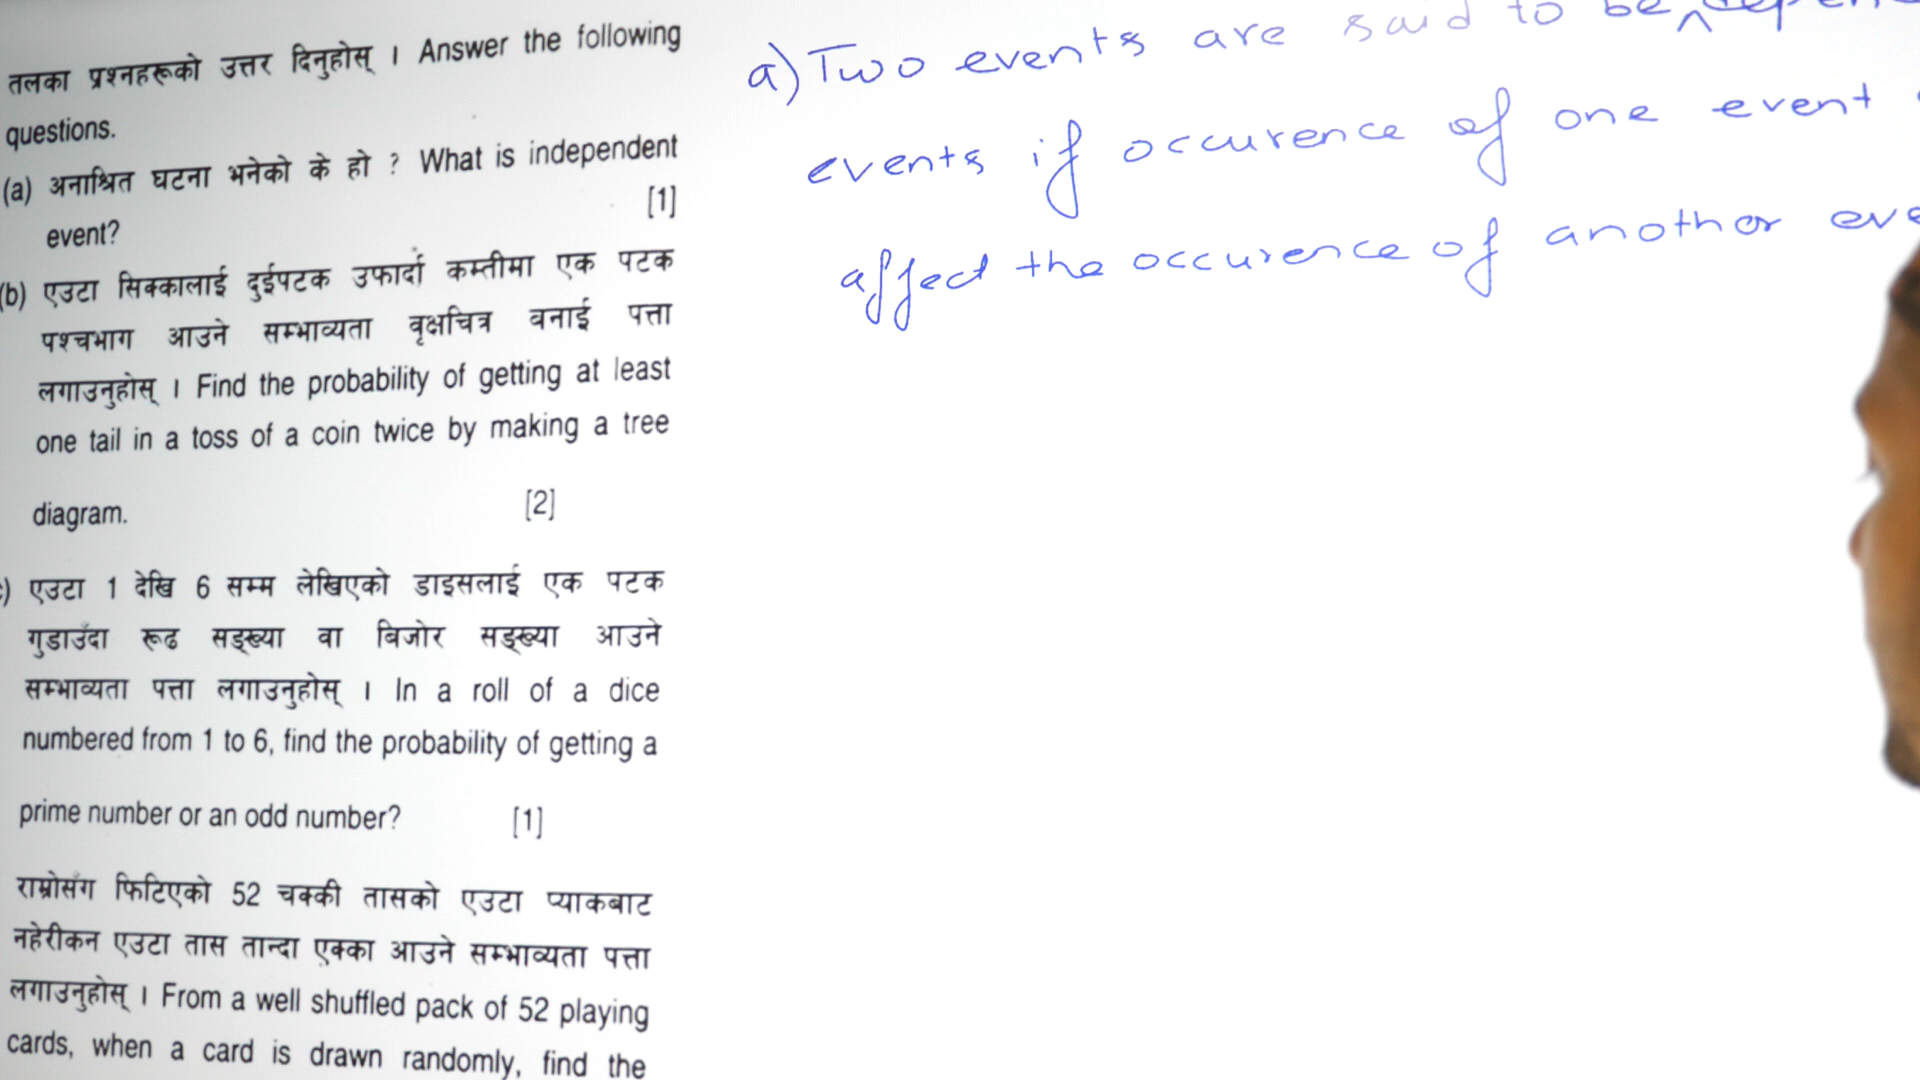 तलका प्रश्नहरूको उत्तर दिनुहोस् । Answer the following
questions.
(a) अनाश्रित घटना भनेको के हो ? What is independent
event? [1]
(b) एउटा सिक्कालाई दुईपटक उफार्दा कम्तीमा एक पटक
पश्चभाग आउने सम्भाव्यता वृक्षचित्र बनाई पत्ता
लगाउनुहोस् । Find the probability of getting at least
one tail in a toss of a coin twice by making a tree
diagram. [2]
) एउटा 1 देखि 6 सम्म लेखिएको डाइसलाई एक पटक
गुडाउँदा रूढ सङ्ख्या वा बिजोर सङ्ख्या आउने
सम्भाव्यता पत्ता लगाउनुहोस् । In a roll of a dice
numbered from 1 to 6, find the probability of getting a
prime number or an odd number? [1]
राम्रोसँग फिटिएको 52 चक्की तासको एउटा प्याकबाट
नहेरीकन एउटा तास तान्दा एक्का आउने सम्भाव्यता पत्ता
लगाउनुहोस् । From a well shuffled pack of 52 playing
cards, when a card is drawn randomly, find the
a) Two events are said to be
events if occurence of one event
affect the occurence of another eve